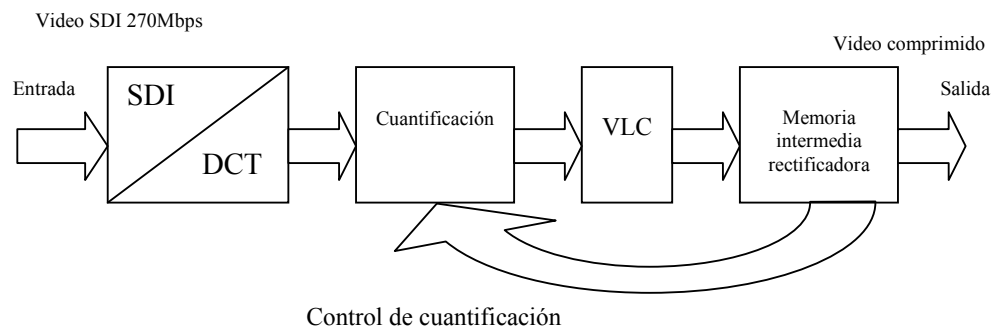 Video SDI 270Mbps
Video comprimido
Entrada
SDI
DCT
Cuantificación
VLC
Memoria
intermedia
rectificadora
Salida
Control de cuantificación